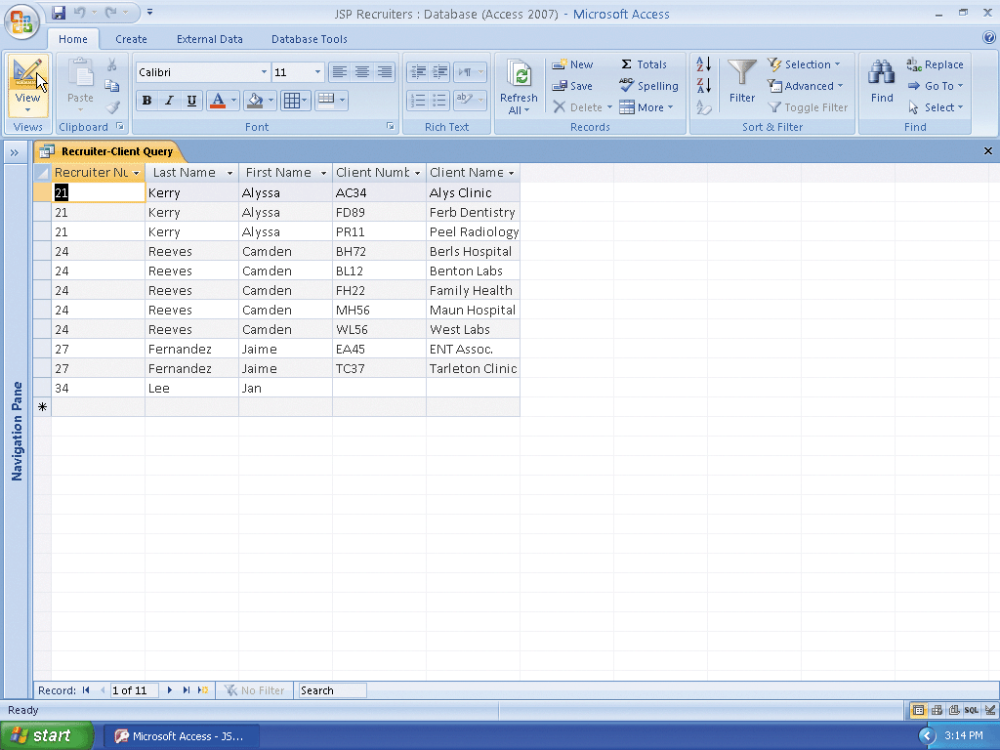 JSP Recruiters : Database (Access 2007) - Microsoft Access
Home Create External Data Database Tools
View
Views
Paste
Clipboard
Calibri 11
B I U A
Font
Rich Text
Refresh All
New
Save
Delete
Totals
Spelling
More
Records
Filter
Selection
Advanced
Toggle Filter
Sort & Filter
Find
Replace
Go To
Select
Find
Recruiter-Client Query
Recruiter Nu Last Name First Name Client Numb Client Name
21 Kerry Alyssa AC34 Alys Clinic
21 Kerry Alyssa FD89 Ferb Dentistry
21 Kerry Alyssa PR11 Peel Radiology
24 Reeves Camden BH72 Berls Hospital
24 Reeves Camden BL12 Benton Labs
24 Reeves Camden FH22 Family Health
24 Reeves Camden MH56 Maun Hospital
24 Reeves Camden WL56 West Labs
27 Fernandez Jaime EA45 ENT Assoc.
27 Fernandez Jaime TC37 Tarleton Clinic
34 Lee Jan
Navigation Pane
Record: 1 of 11 No Filter Search
Ready
SQL
start Microsoft Access - JS... 3:14 PM